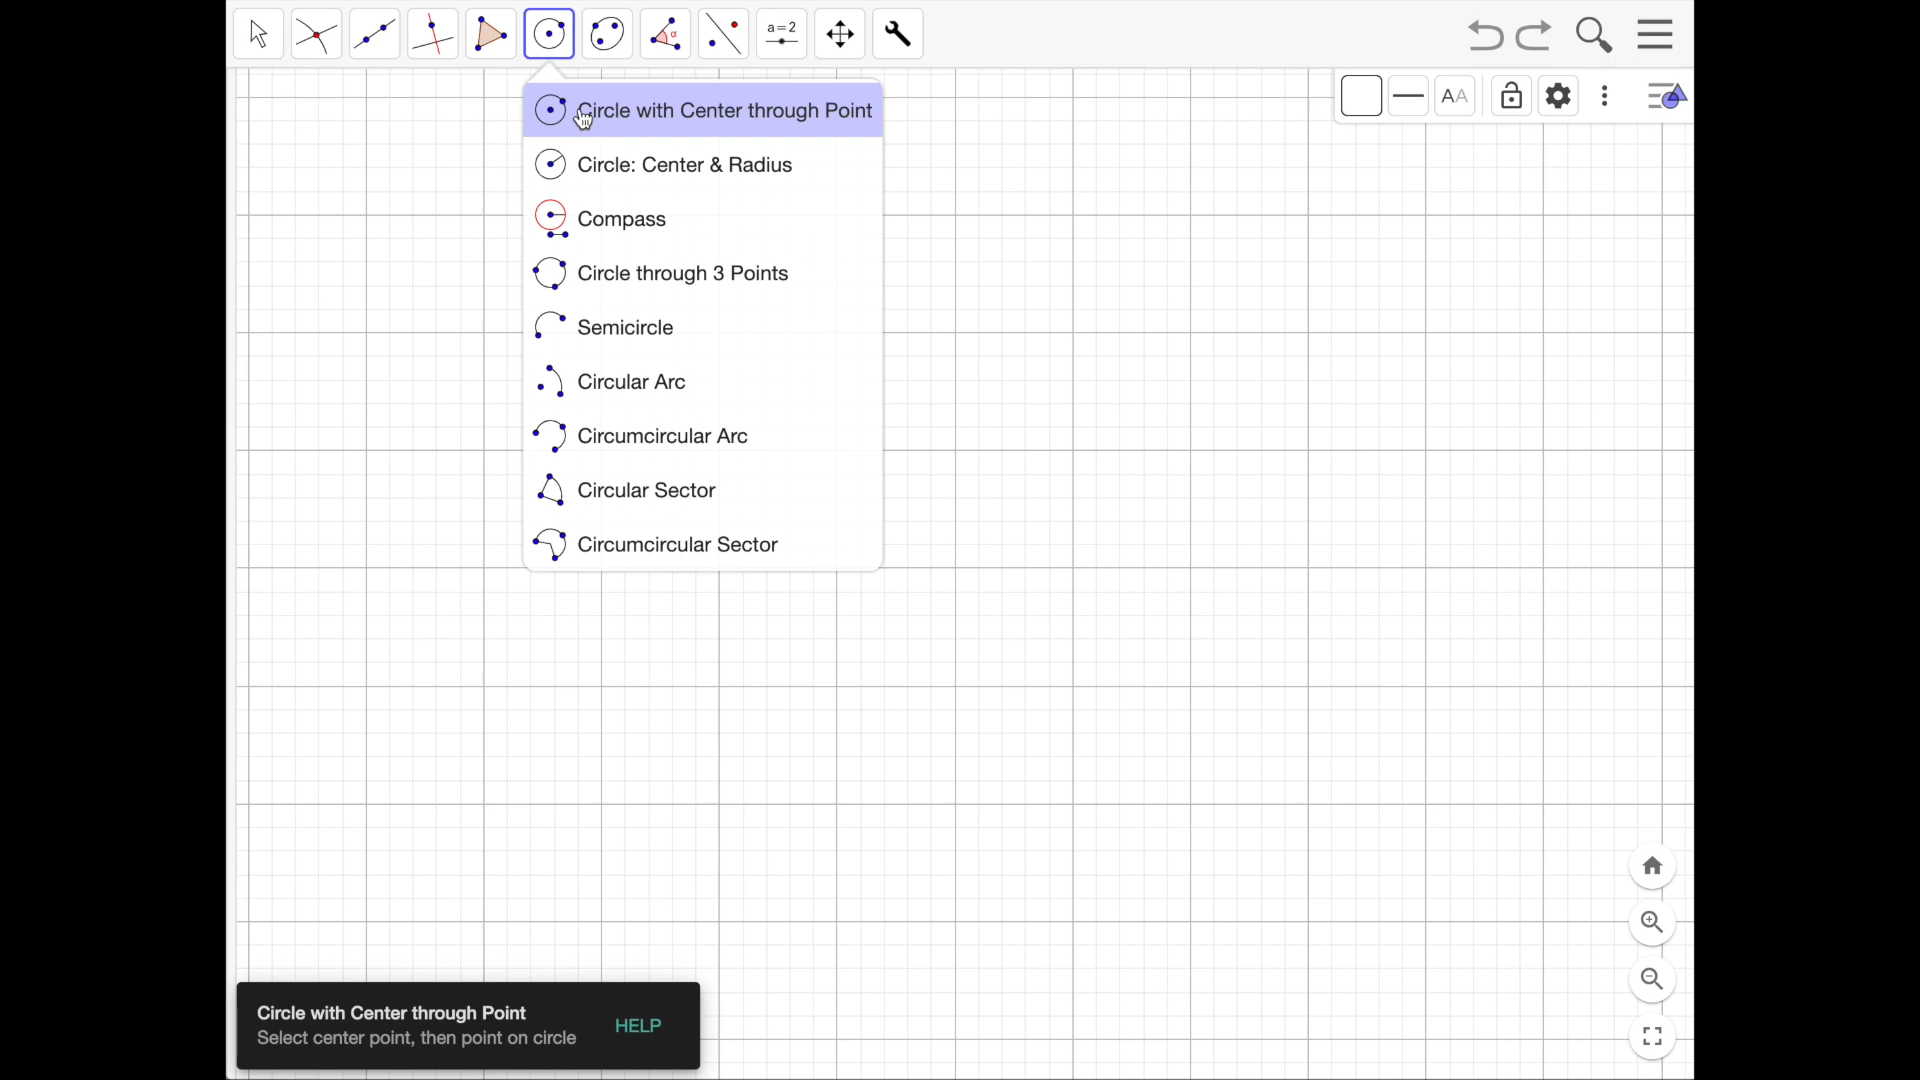 a=2
AA
Circle with Center through Point
Circle: Center & Radius
Compass
Circle through 3 Points
Semicircle
Circular Arc
Circumcircular Arc
Circular Sector
Circumcircular Sector
Circle with Center through Point
Select center point, then point on circle
HELP